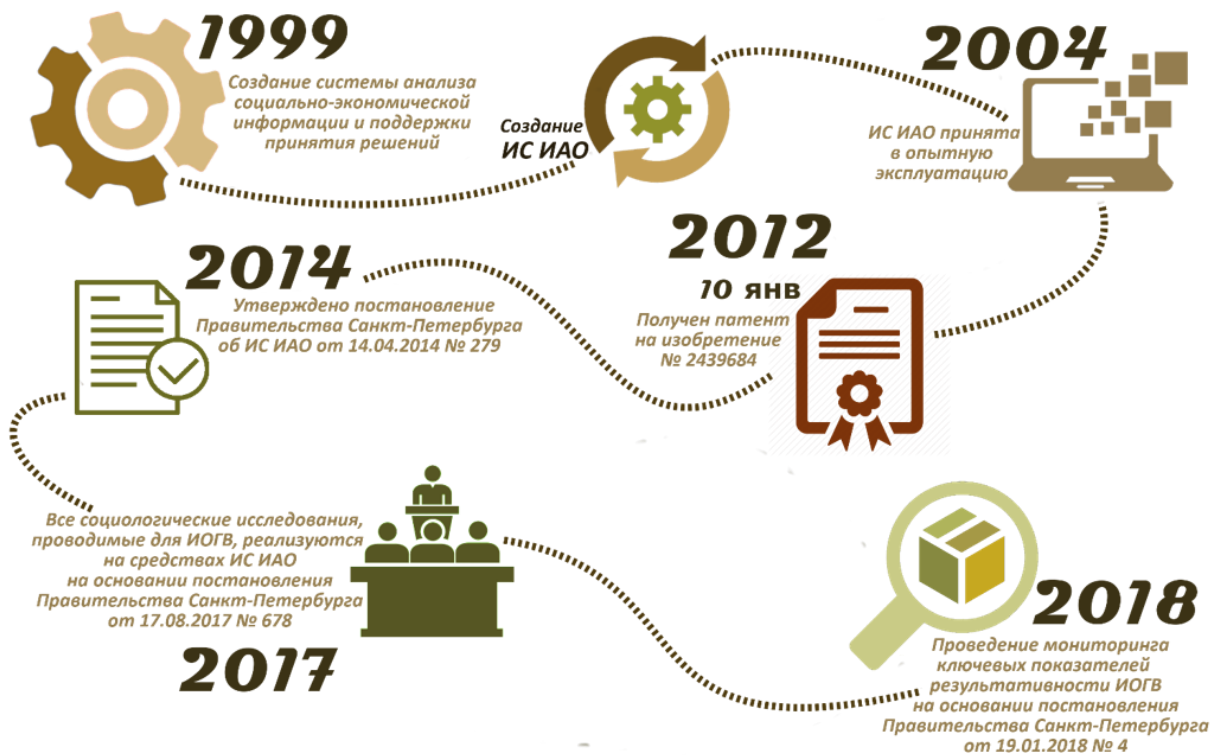 1999
Создание системы анализа
социально-экономической
информации и поддержки
принятия решений
Создание
ИС ИАО
2004
ИС ИАО принята
в опытную
эксплуатацию
2012
10 янв
Получен патент
на изобретение
№ 2439684
2014
Утверждено постановление
Правительства Санкт-Петербурга
об ИС ИАО от 14.04.2014 № 279
Все социологические исследования,
проводимые для ИОГВ, реализуются
на средствах ИС ИАО
на основании постановления
Правительства Санкт-Петербурга
от 17.08.2017 № 678
2017
2018
Проведение мониторинга
ключевых показателей
результативности ИОГВ
на основании постановления
Правительства Санкт-Петербурга
от 19.01.2018 № 4